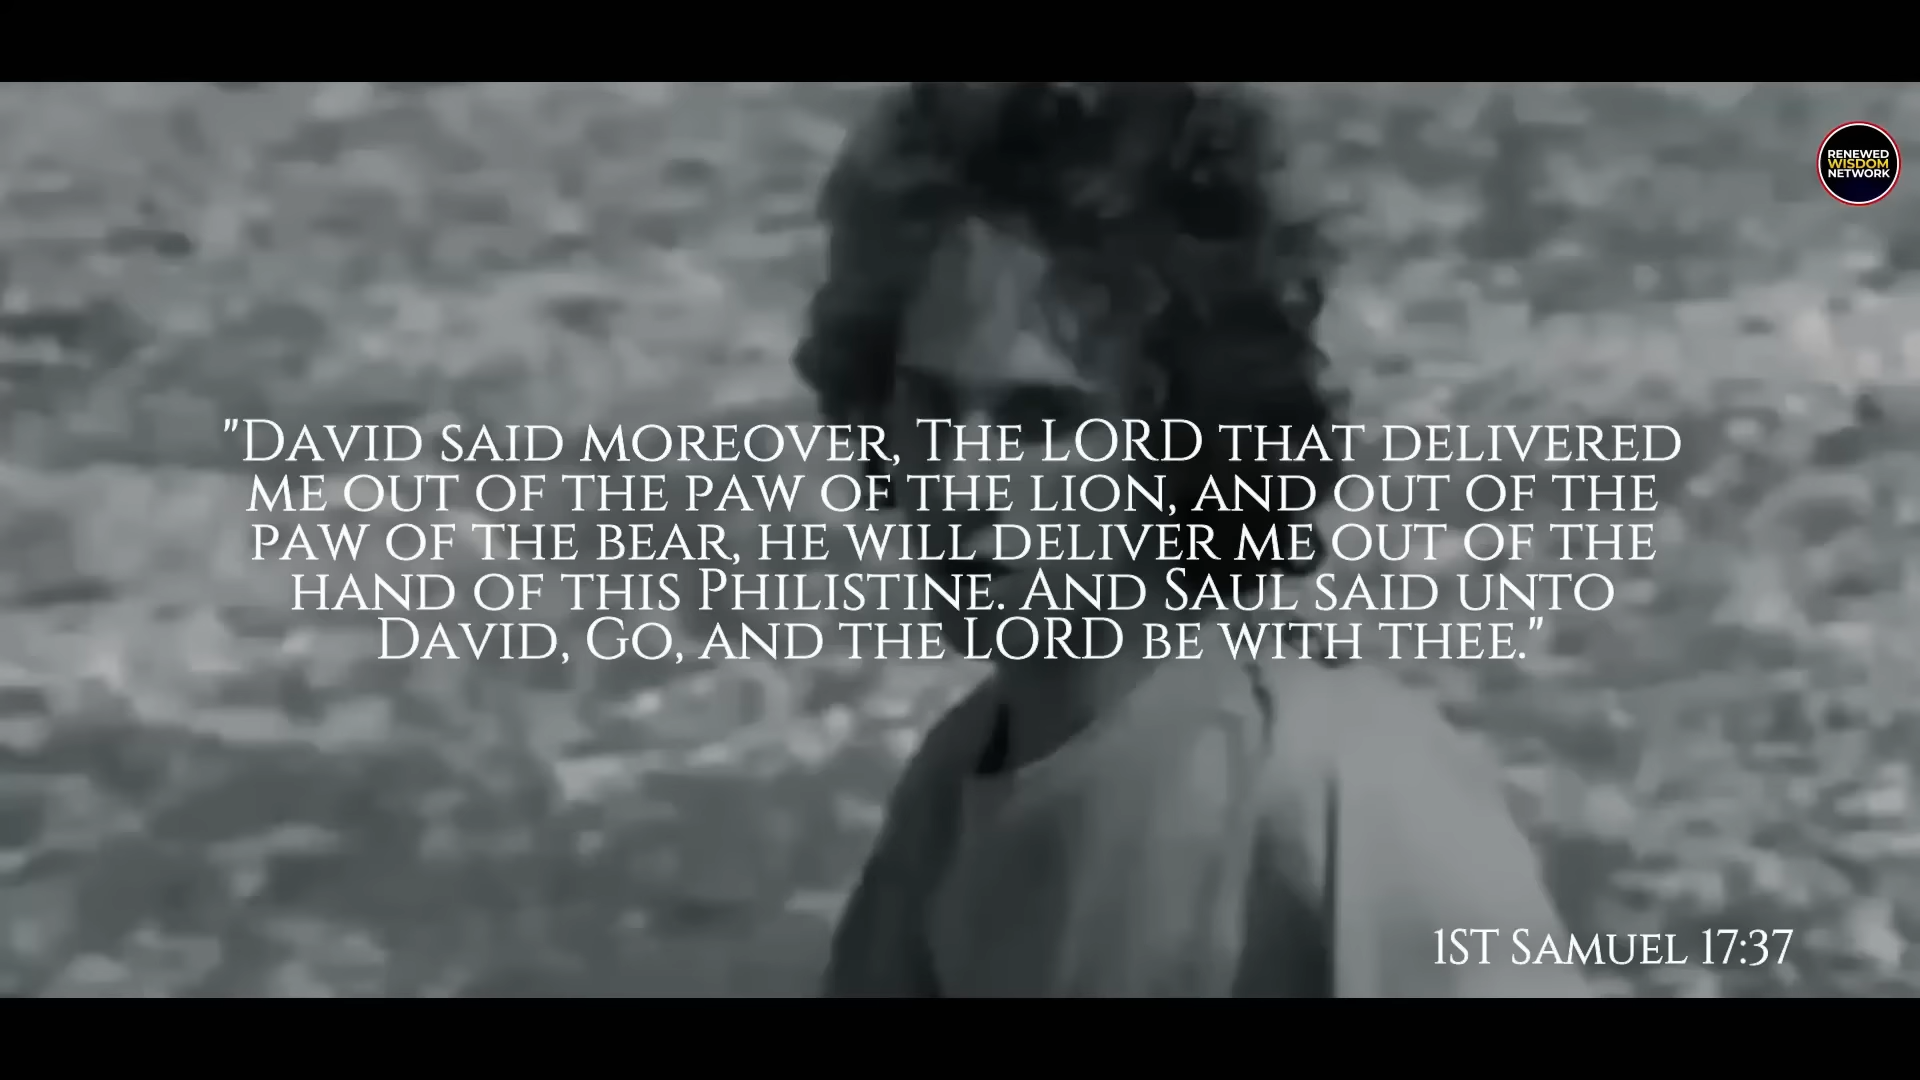 RENEWED
WISDOM
NETWORK
"David said moreover, The LORD that delivered
me out of the paw of the lion, and out of the
paw of the bear, he will deliver me out of the
hand of this Philistine. And Saul said unto
David, Go, and the LORD be with thee."
1ST Samuel 17:37